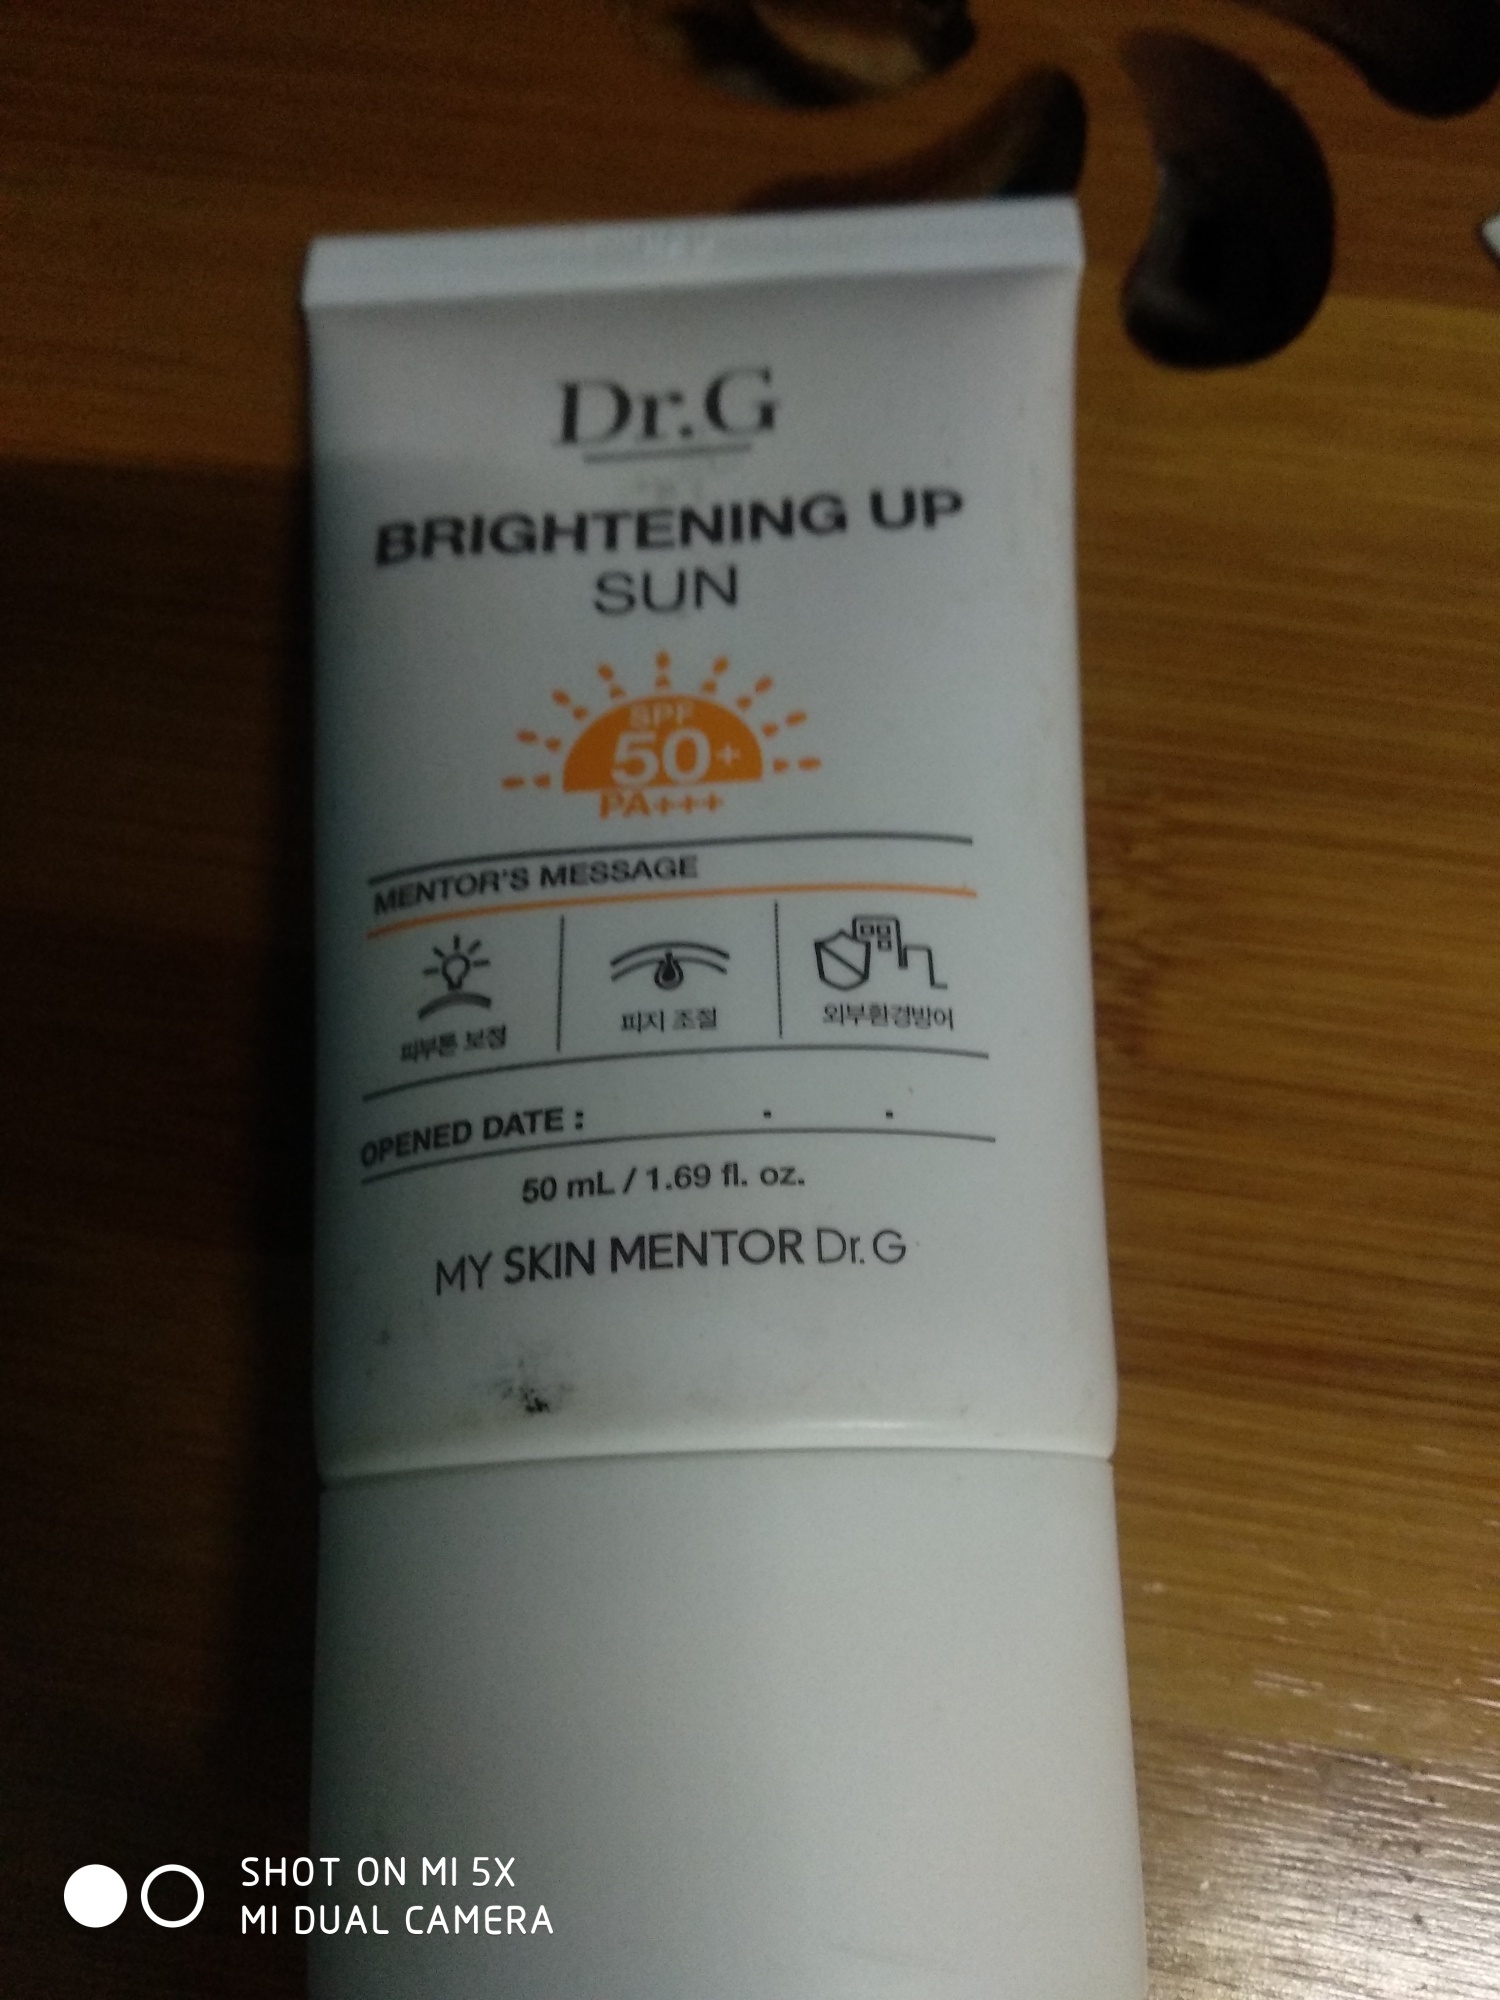 Dr.G
BRIGHTENING UP
SUN
SPF
50+
PA+++
MENTOR'S MESSAGE
피부톤 보정
피지 조절
외부환경방어
OPENED DATE : . .
50 mL / 1.69 fl. oz.
MY SKIN MENTOR Dr.G
SHOT ON MI 5X
MI DUAL CAMERA